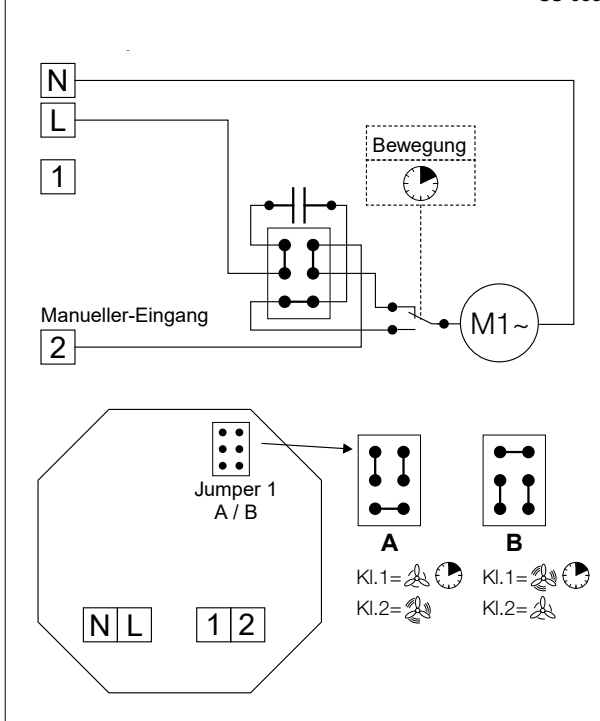 N
L
Bewegung
1
Manueller-Eingang
2
M1~
Jumper 1
A / B
A
B
Kl.1=
Kl.1=
Kl.2=
Kl.2=
N L
1 2